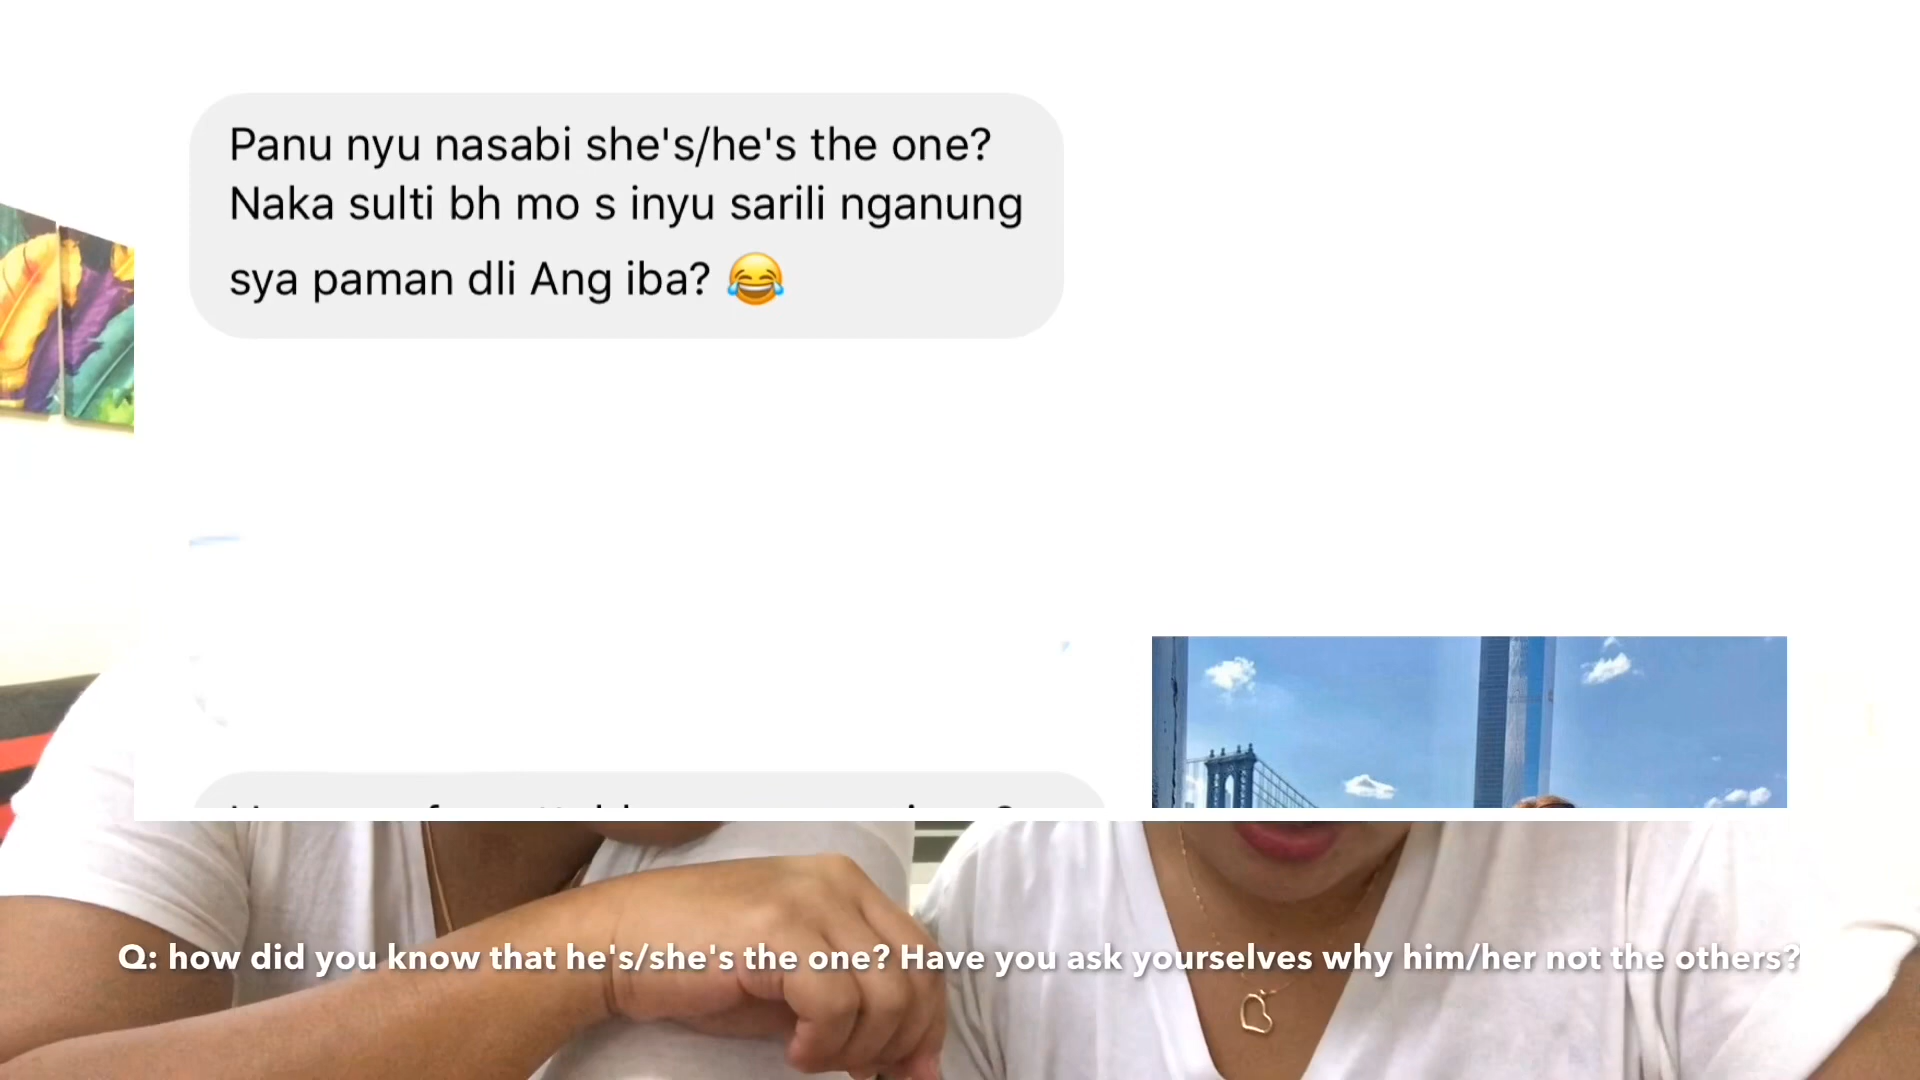 Panu nyu nasabi she's/he's the one?
Naka sulti bh mo s inyu sarili nganung
sya paman dli Ang iba? 😂
Q: how did you know that he's/she's the one? Have you ask yourselves why him/her not the others?